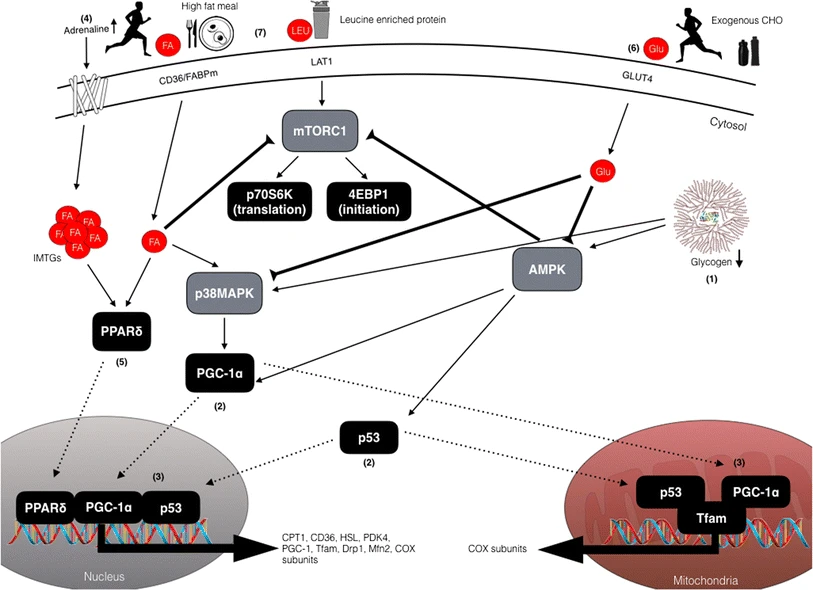 High fat meal
(4)
Adrenaline
FA
(7)
LEU
Leucine enriched protein
(6)
Glu
Exogenous CHO
CD36/FABPm
LAT1
GLUT4
Cytosol
mTORC1
p70S6K
(translation)
4EBP1
(initiation)
Glu
FA
FA
FA
FA
FA
FA
IMTGs
FA
Glycogen
(1)
AMPK
p38MAPK
PPARδ
(5)
PGC-1α
(2)
p53
(2)
(3)
PPARδ
PGC-1α
p53
(3)
p53
PGC-1α
Tfam
CPT1, CD36, HSL, PDK4,
PGC-1, Tfam, Drp1, Mfn2, COX
subunits
COX subunits
Nucleus
Mitochondria